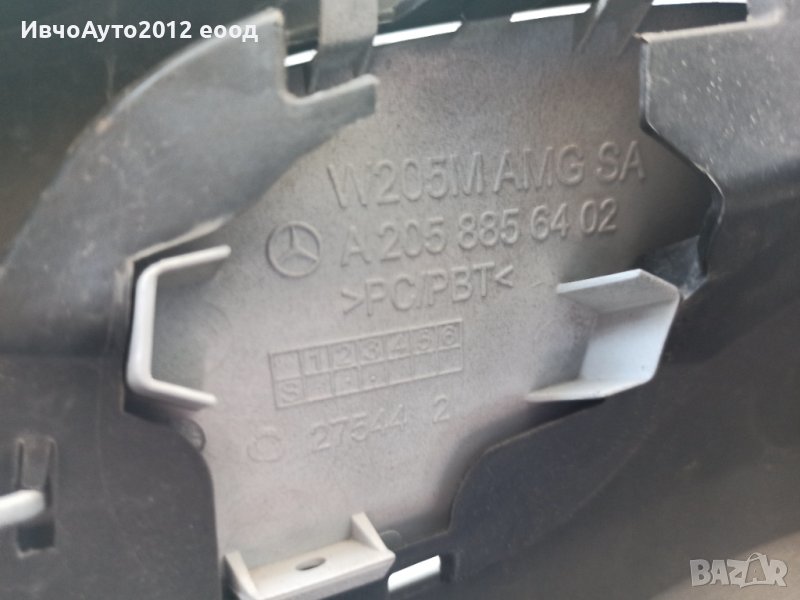 ИвчоАуто2012 еоод
W205M AMG SA
A 205 885 64 02
>PC/PBT<
1 2 3 4 5 6
S
27544 2
BAZAR